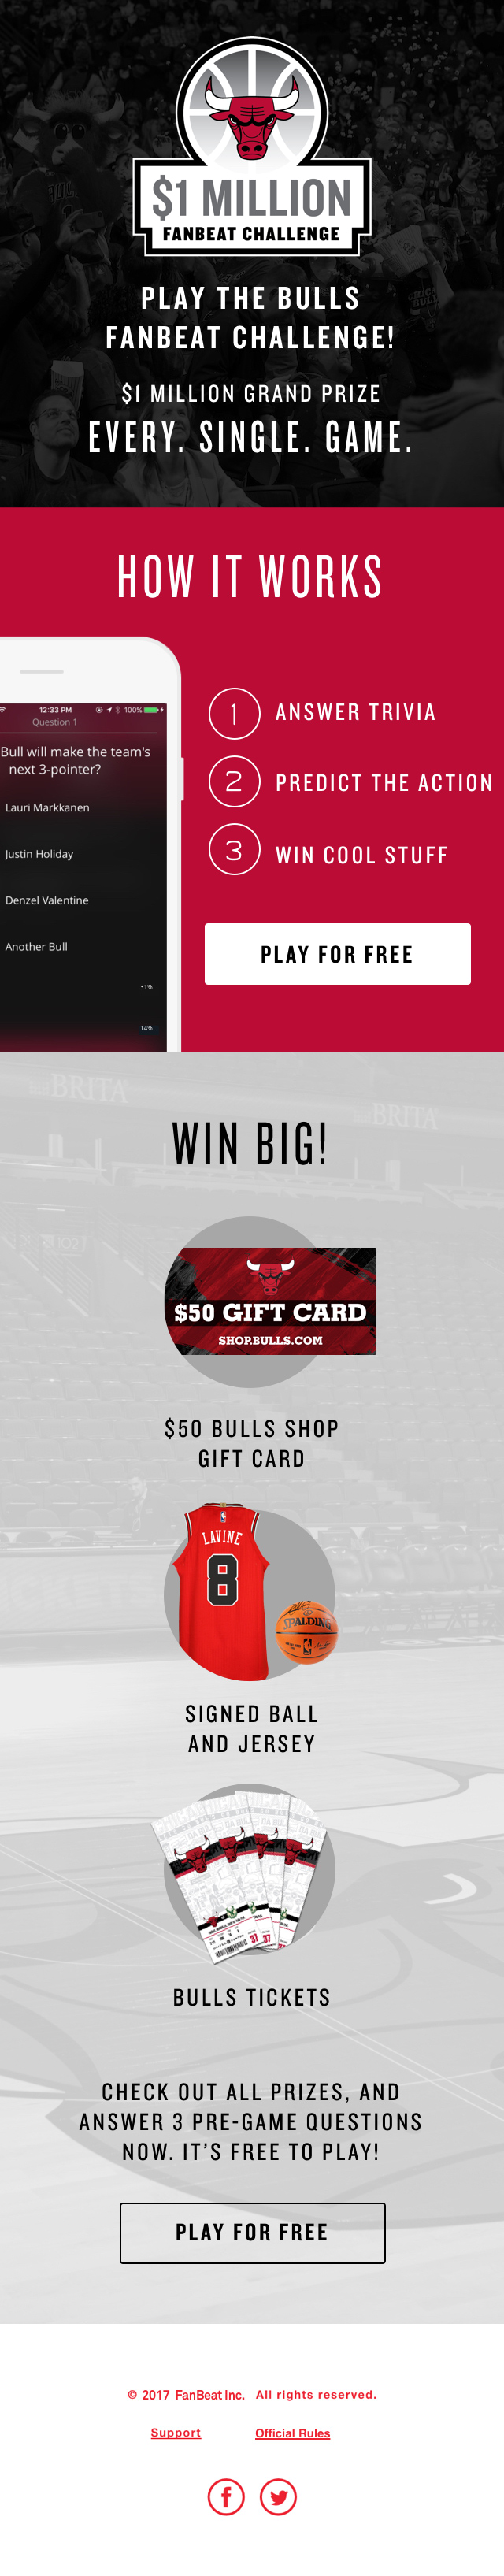 $1 MILLION
FANBEAT CHALLENGE
PLAY THE BULLS
FANBEAT CHALLENGE!
$1 MILLION GRAND PRIZE
EVERY. SINGLE. GAME.
HOW IT WORKS
12:33 PM 100%
Question 1
Bull will make the team's
next 3-pointer?
Lauri Markkanen
Justin Holiday
Denzel Valentine
Another Bull
31%
14%
1 ANSWER TRIVIA
2 PREDICT THE ACTION
3 WIN COOL STUFF
PLAY FOR FREE
BRITA
BRITA
102
WIN BIG!
$50 GIFT CARD
SHOP.BULLS.COM
$50 BULLS SHOP
GIFT CARD
LAVINE
8
SPALDING
SIGNED BALL
AND JERSEY
BULLS TICKETS
CHECK OUT ALL PRIZES, AND
ANSWER 3 PRE-GAME QUESTIONS
NOW. IT'S FREE TO PLAY!
PLAY FOR FREE
© 2017 FanBeat Inc. All rights reserved.
Support Official Rules